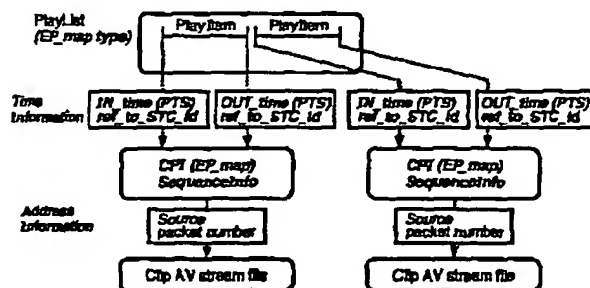 PlayList
(EP_map type)
PlayItem PlayItem
Time
Information
IN_time (PTS)
ref_to_STC_id
OUT_time (PTS)
ref_to_STC_id
IN_time (PTS)
ref_to_STC_id
OUT_time (PTS)
ref_to_STC_id
CPI (EP_map)
SequenceInfo
CPI (EP_map)
SequenceInfo
Address
Information
Source
packet number
Source
packet number
Clip AV stream file
Clip AV stream file